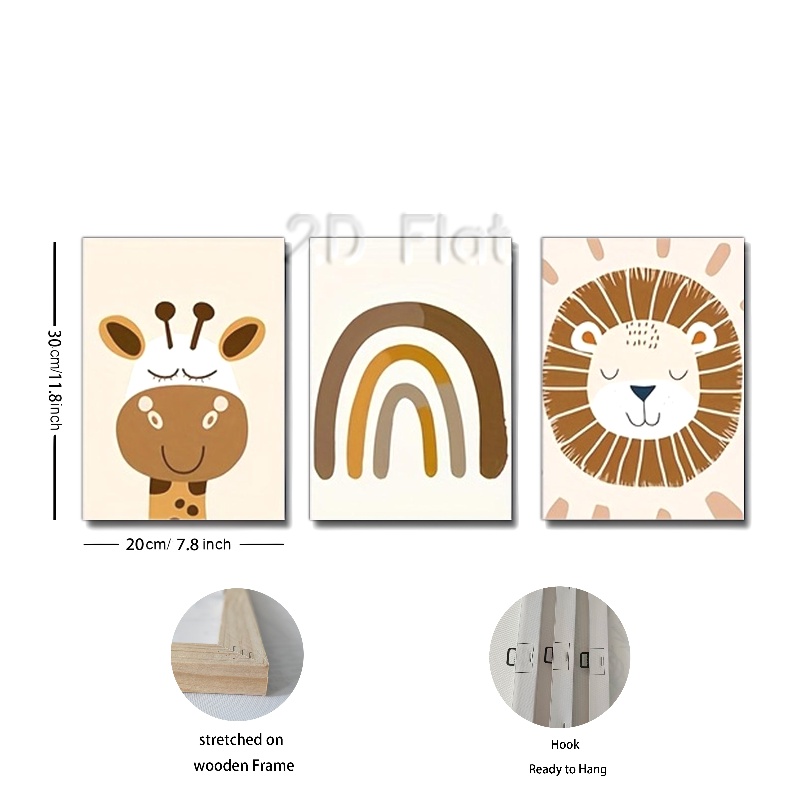 2D Flat
30cm/11.8inch
20cm/ 7.8 inch
stretched on
wooden Frame
Hook
Ready to Hang